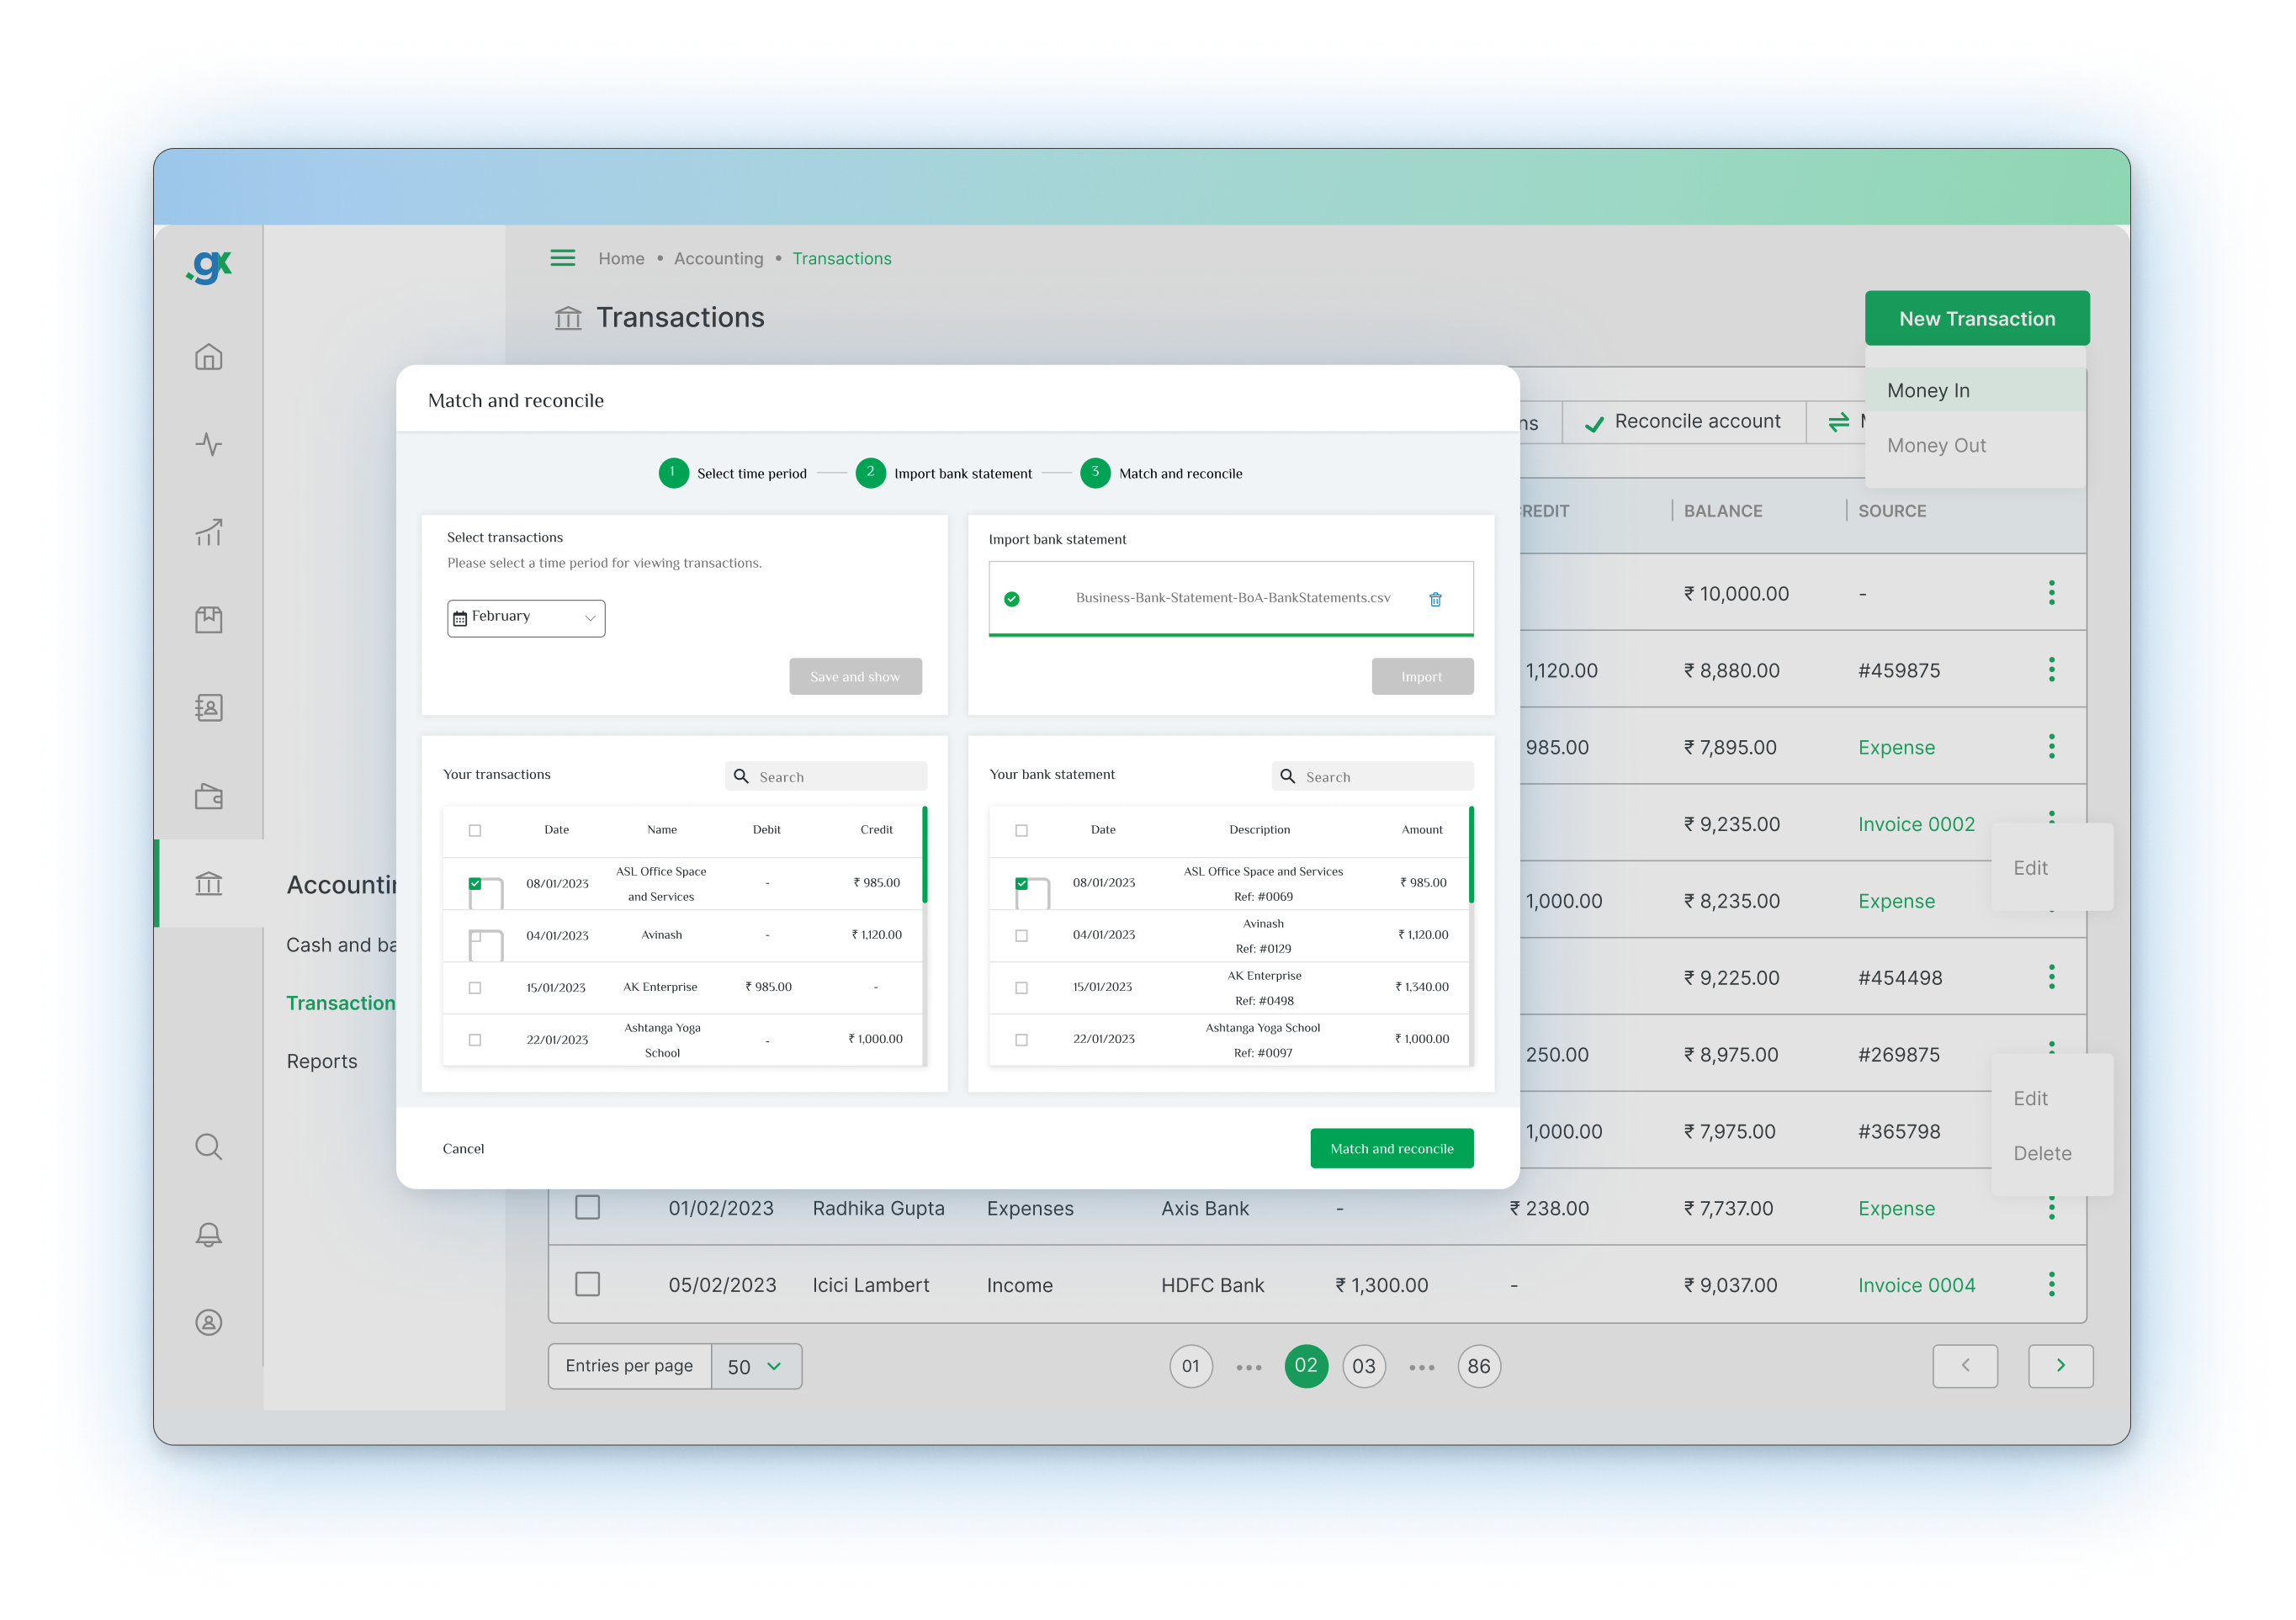 .gx
Home • Accounting • Transactions
Transactions
New Transaction
Money In
Money Out
Reconcile account
CREDIT
BALANCE
SOURCE
Match and reconcile
1 Select time period
2 Import bank statement
3 Match and reconcile
Select transactions
Please select a time period for viewing transactions.
February
Save and show
Import bank statement
Business-Bank-Statement-BoA-BankStatements.csv
Import
Your transactions
Search
Date Name Debit Credit
08/01/2023 ASL Office Space and Services - ₹ 985.00
04/01/2023 Avinash - ₹ 1,120.00
15/01/2023 AK Enterprise ₹ 985.00 -
22/01/2023 Ashtanga Yoga School - ₹ 1,000.00
Your bank statement
Search
Date Description Amount
08/01/2023 ASL Office Space and Services Ref: #0069 ₹ 985.00
04/01/2023 Avinash Ref: #0129 ₹ 1,120.00
15/01/2023 AK Enterprise Ref: #0498 ₹ 1,340.00
22/01/2023 Ashtanga Yoga School Ref: #0097 ₹ 1,000.00
Cancel
Match and reconcile
₹ 10,000.00 -
1,120.00 ₹ 8,880.00 #459875
985.00 ₹ 7,895.00 Expense
₹ 9,235.00 Invoice 0002
Edit
1,000.00 ₹ 8,235.00 Expense
₹ 9,225.00 #454498
250.00 ₹ 8,975.00 #269875
Edit
1,000.00 ₹ 7,975.00 #365798
Delete
01/02/2023 Radhika Gupta Expenses Axis Bank - ₹ 238.00 ₹ 7,737.00 Expense
05/02/2023 Icici Lambert Income HDFC Bank ₹ 1,300.00 - ₹ 9,037.00 Invoice 0004
Cash and
Transaction
Reports
Entries per page 50
01 ••• 02 03 ••• 86